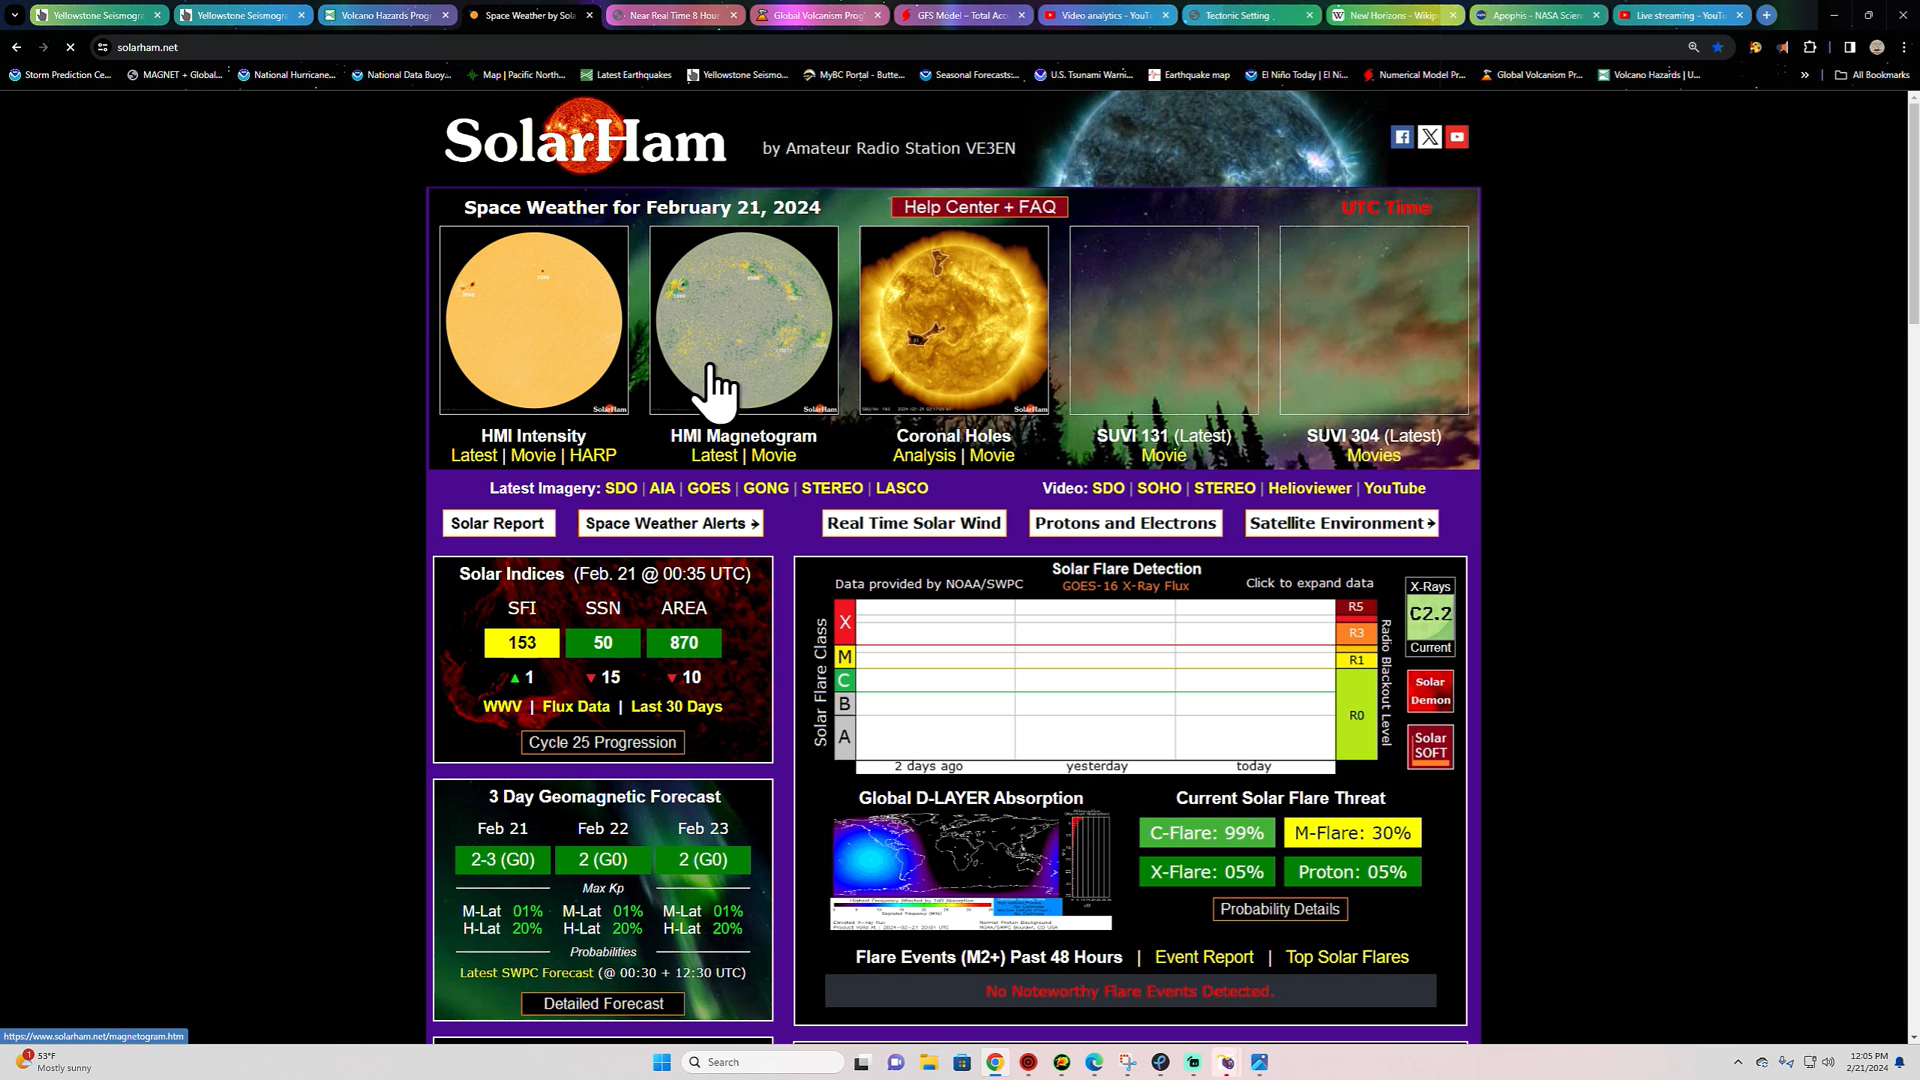 Yellowstone Seismogra
Yellowstone Seismogra
Volcano Hazards Prog
Space Weather by Sola
Near Real Time 8 Hour
Global Volcanism Prog
GFS Model – Total Acc
Video analytics - YouTu
Tectonic Setting
New Horizons - Wikip
Apophis - NASA Scien
Live streaming - YouTu
solarham.net
Storm Prediction Ce...
MAGNET + Global...
National Hurricane...
National Data Buoy...
Map | Pacific North...
Latest Earthquakes
Yellowstone Seismo...
MyBC Portal - Butte...
Seasonal Forecasts:...
U.S. Tsunami Warni...
Earthquake map
El Niño Today | El Ni...
Numerical Model Pr...
Global Volcanism Pr...
Volcano Hazards | U...
All Bookmarks
SolarHam
by Amateur Radio Station VE3EN
Space Weather for February 21, 2024
Help Center + FAQ
UTC Time
SolarHam
SolarHam
SolarHam
HMI Intensity
Latest | Movie | HARP
HMI Magnetogram
Latest | Movie
Coronal Holes
Analysis | Movie
SUVI 131 (Latest)
Movie
SUVI 304 (Latest)
Movies
Latest Imagery: SDO | AIA | GOES | GONG | STEREO | LASCO
Video: SDO | SOHO | STEREO | Helioviewer | YouTube
Solar Report
Space Weather Alerts
Real Time Solar Wind
Protons and Electrons
Satellite Environment
Solar Indices (Feb. 21 @ 00:35 UTC)
SFI SSN AREA
153 50 870
1 15 10
WWV | Flux Data | Last 30 Days
Cycle 25 Progression
3 Day Geomagnetic Forecast
Feb 21 Feb 22 Feb 23
2-3 (G0) 2 (G0) 2 (G0)
Max Kp
M-Lat 01% M-Lat 01% M-Lat 01%
H-Lat 20% H-Lat 20% H-Lat 20%
Probabilities
Latest SWPC Forecast (@ 00:30 + 12:30 UTC)
Detailed Forecast
Solar Flare Detection
Data provided by NOAA/SWPC
GOES-16 X-Ray Flux
Click to expand data
Solar Flare Class
X
M
C
B
A
R5
R3
R1
R0
Radio Blackout Level
2 days ago yesterday today
X-Rays
C2.2
Current
Solar
Demon
Solar
SOFT
Global D-LAYER Absorption
Current Solar Flare Threat
C-Flare: 99% M-Flare: 30%
X-Flare: 05% Proton: 05%
Probability Details
Flare Events (M2+) Past 48 Hours | Event Report | Top Solar Flares
No Noteworthy Flare Events Detected.
https://www.solarham.net/magnetogram.htm
1
53°F
Mostly sunny
Search
12:05 PM
2/21/2024